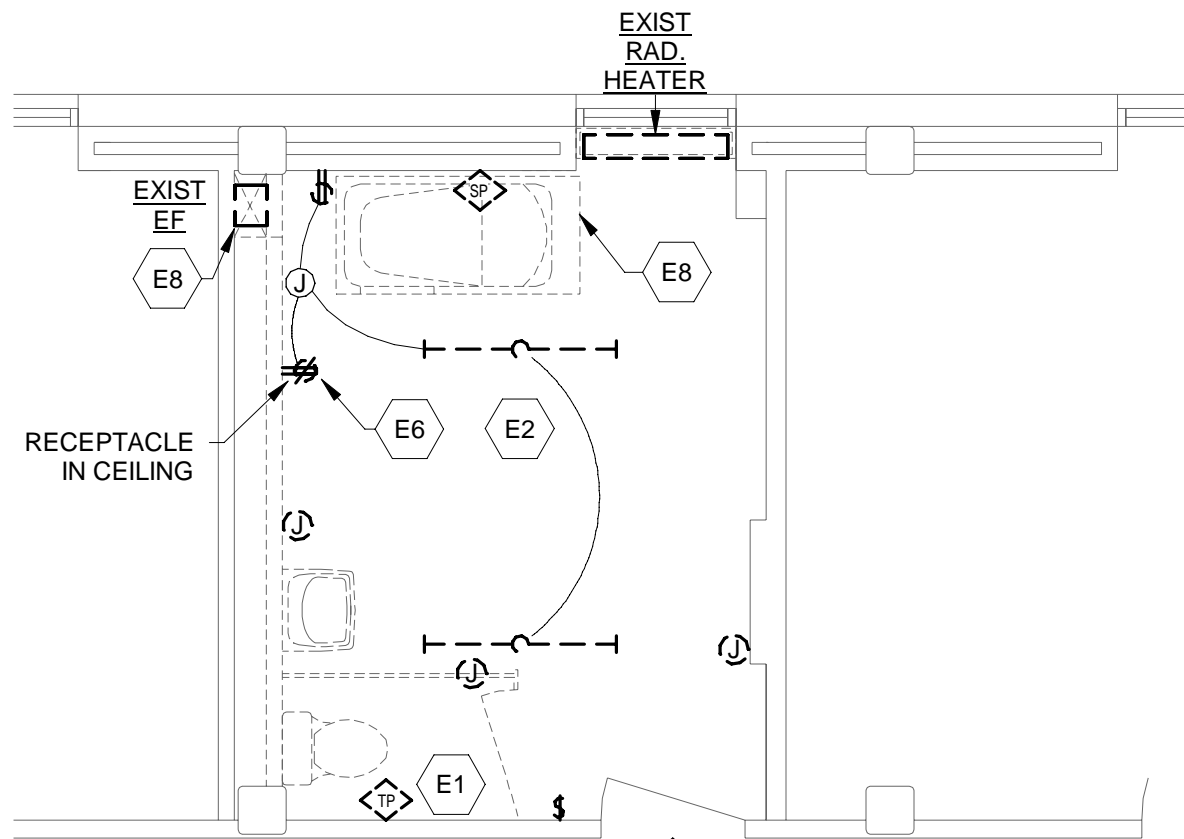 EXIST
RAD.
HEATER
EXIST
EF
SP
E8
E8
J
RECEPTACLE
IN CEILING
E6
E2
J
J
J
TP
E1
$